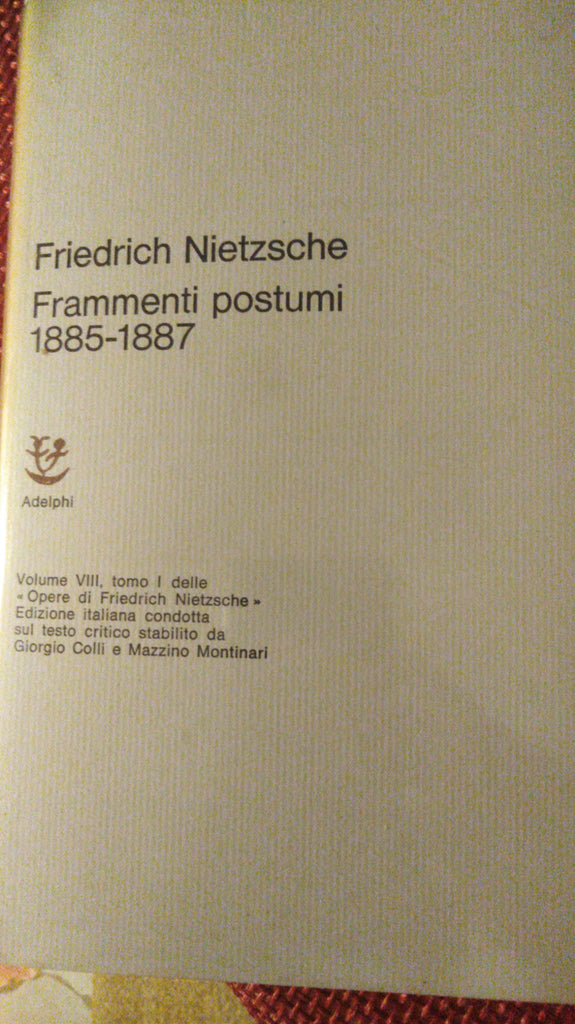 Friedrich Nietzsche
Frammenti postumi
1885-1887
Adelphi
Volume VIII, tomo I delle
« Opere di Friedrich Nietzsche »
Edizione italiana condotta
sul testo critico stabilito da
Giorgio Colli e Mazzino Montinari